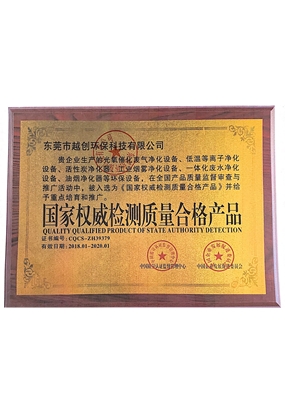 东莞市越创环保科技有限公司
贵企业生产的光氧催化废气净化设备、低温等离子净化
设备、活性炭净化器、工业烟雾净化设备、一体化废水净化
设备、油烟净化器等环保设备，在全国产品质量监督审查与
推广活动中，被入选为《国家权威检测质量合格产品》并给
予重点培育和推广。
国家权威检测质量合格产品
QUALITY QUALIFIED PRODUCT OF STATE AUTHORITY DETECTION
证书编号：CQCS-ZH39379
有效日期：2018.01-2020.01